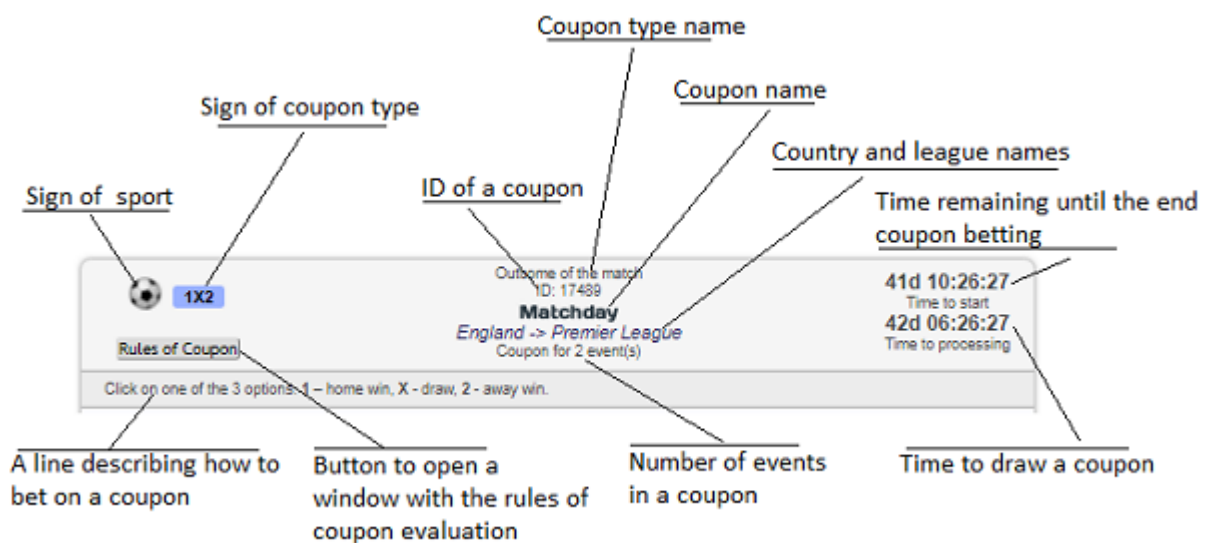 Coupon type name
Coupon name
Sign of coupon type
Country and league names
ID of a coupon
Sign of sport
Time remaining until the end
coupon betting
Outcome of the match
ID: 17489
Matchday
England -> Premier League
Coupon for 2 event(s)
1X2
Rules of Coupon
41d 10:26:27
Time to start
42d 06:26:27
Time to processing
Click on one of the 3 options: 1 – home win, X - draw, 2 - away win.
A line describing how to
bet on a coupon
Button to open a
window with the rules of
coupon evaluation
Number of events
in a coupon
Time to draw a coupon